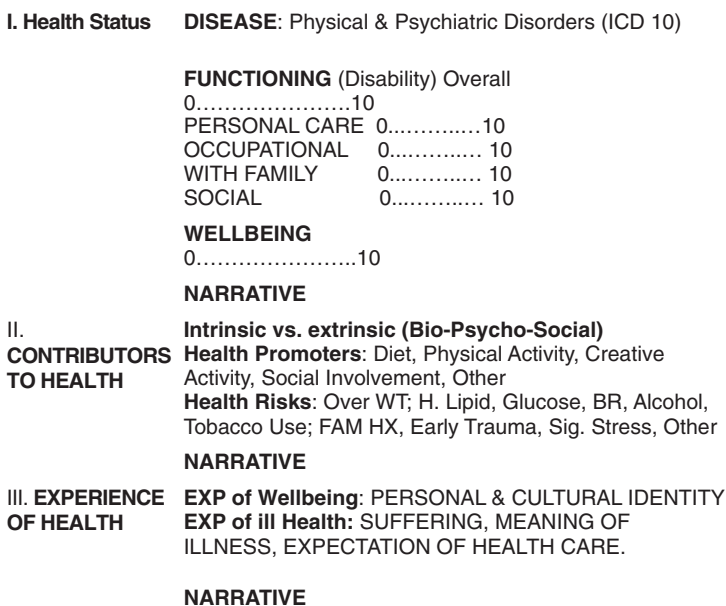 I. Health Status DISEASE: Physical & Psychiatric Disorders (ICD 10)
FUNCTIONING (Disability) Overall
0………………….10
PERSONAL CARE 0...……..…10
OCCUPATIONAL 0...……..… 10
WITH FAMILY 0...……..… 10
SOCIAL 0...……..… 10
WELLBEING
0…………………..10
NARRATIVE
II. Intrinsic vs. extrinsic (Bio-Psycho-Social)
CONTRIBUTORS Health Promoters: Diet, Physical Activity, Creative
TO HEALTH Activity, Social Involvement, Other
Health Risks: Over WT; H. Lipid, Glucose, BR, Alcohol,
Tobacco Use; FAM HX, Early Trauma, Sig. Stress, Other
NARRATIVE
III. EXPERIENCE EXP of Wellbeing: PERSONAL & CULTURAL IDENTITY
OF HEALTH EXP of ill Health: SUFFERING, MEANING OF
ILLNESS, EXPECTATION OF HEALTH CARE.
NARRATIVE